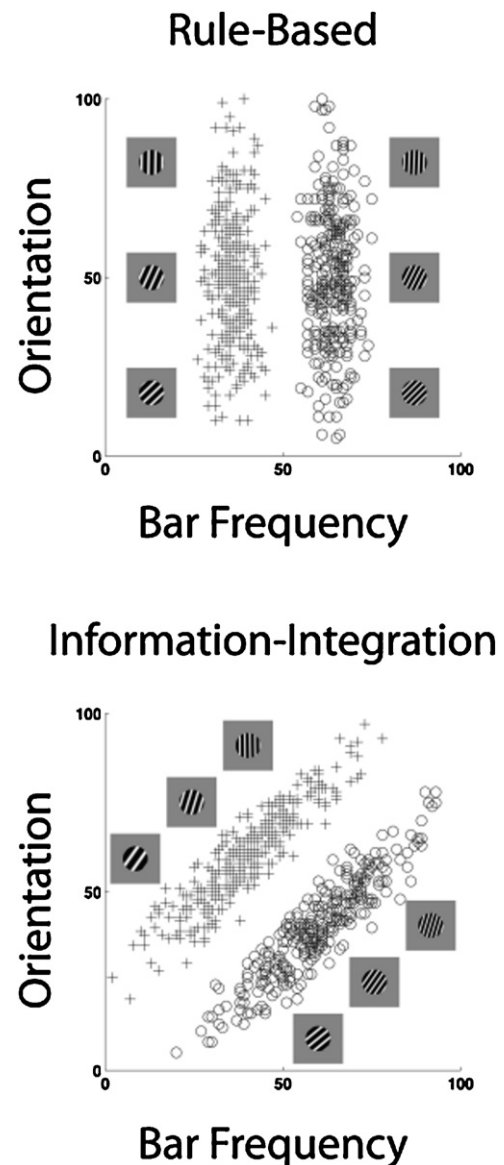 Rule-Based
100
50
0
Orientation
0 50 100
Bar Frequency
Information-Integration
100
50
0
Orientation
0 50 100
Bar Frequency